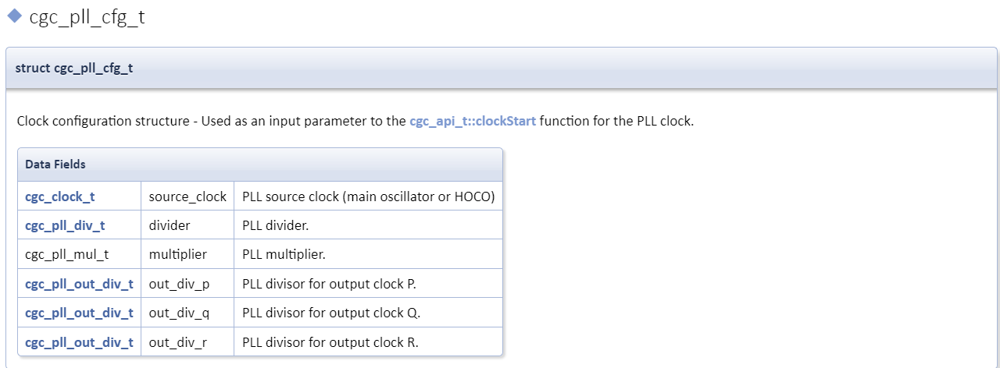 cgc_pll_cfg_t
struct cgc_pll_cfg_t
Clock configuration structure - Used as an input parameter to the cgc_api_t::clockStart function for the PLL clock.
Data Fields
cgc_clock_t source_clock PLL source clock (main oscillator or HOCO)
cgc_pll_div_t divider PLL divider.
cgc_pll_mul_t multiplier PLL multiplier.
cgc_pll_out_div_t out_div_p PLL divisor for output clock P.
cgc_pll_out_div_t out_div_q PLL divisor for output clock Q.
cgc_pll_out_div_t out_div_r PLL divisor for output clock R.